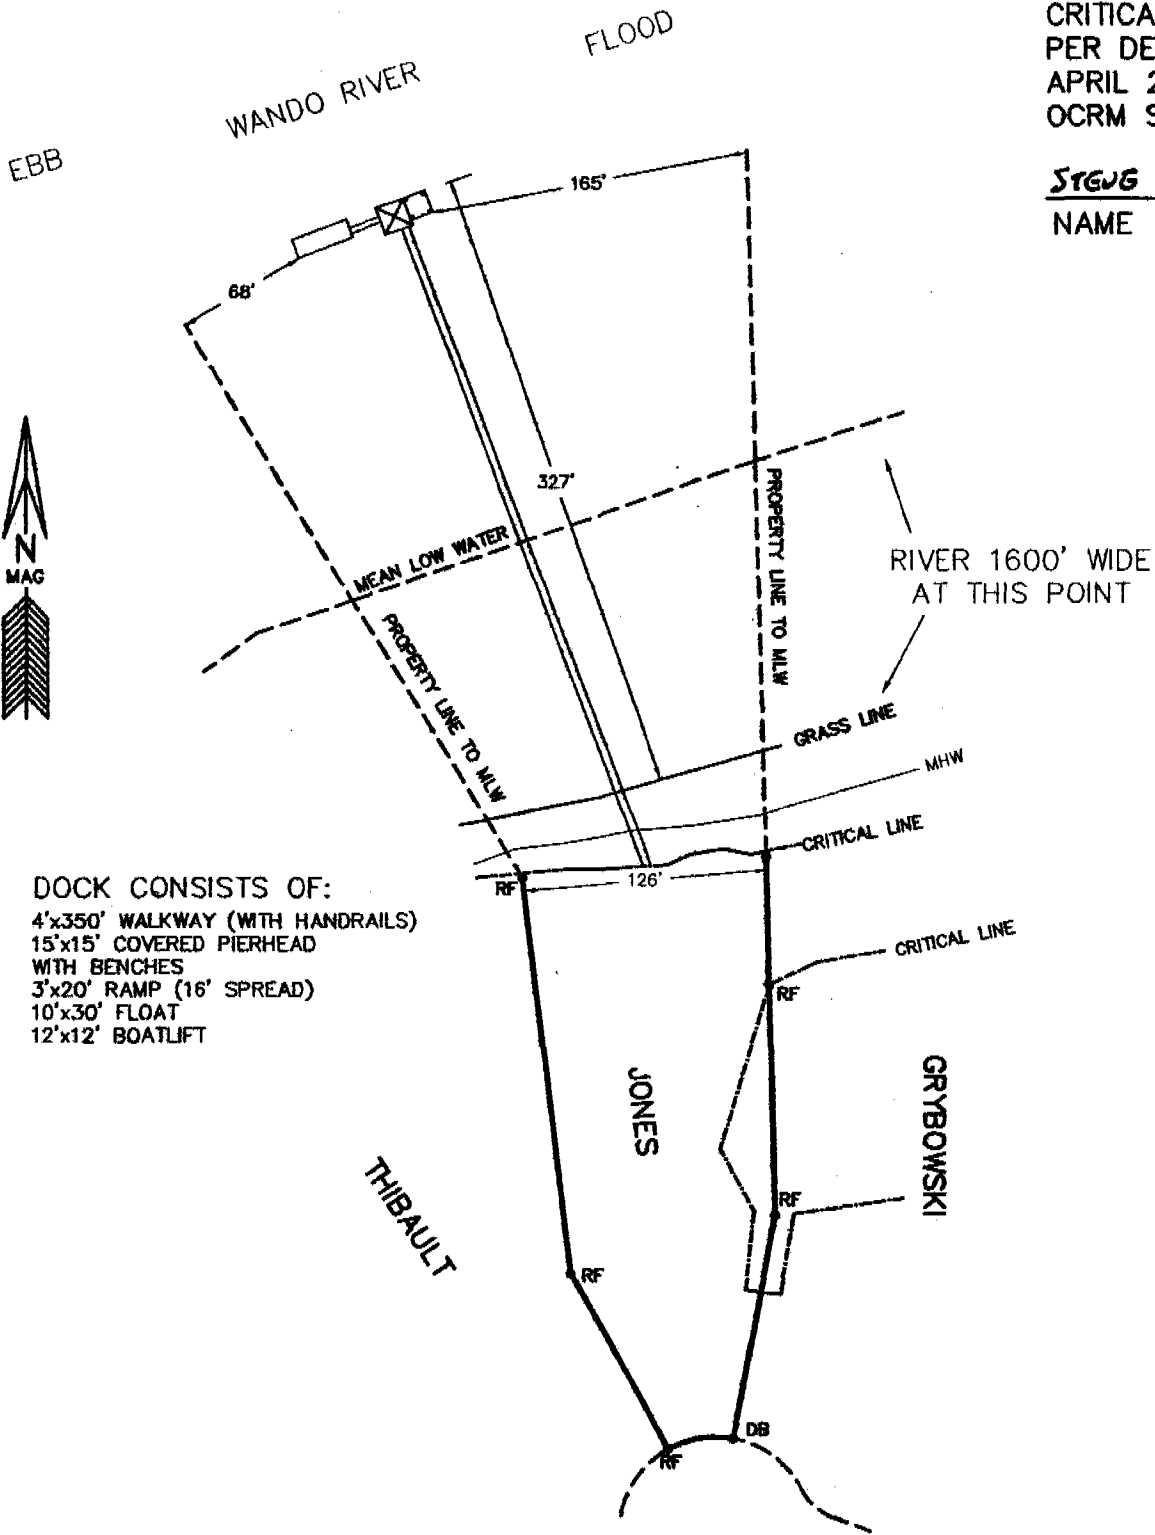 FLOOD
WANDO RIVER
EBB
CRITICA
PER DE
APRIL 2
OCRM S
STEVE
NAME
165'
68'
327'
MEAN LOW WATER
PROPERTY LINE TO MLW
PROPERTY LINE TO MLW
RIVER 1600' WIDE
AT THIS POINT
N
MAG
GRASS LINE
MHW
CRITICAL LINE
RF
126'
DOCK CONSISTS OF:
4'x350' WALKWAY (WITH HANDRAILS)
15'x15' COVERED PIERHEAD
WITH BENCHES
3'x20' RAMP (16' SPREAD)
10'x30' FLOAT
12'x12' BOATLIFT
CRITICAL LINE
RF
JONES
GRYBOWSKI
THIBAULT
RF
RF
DB
RF